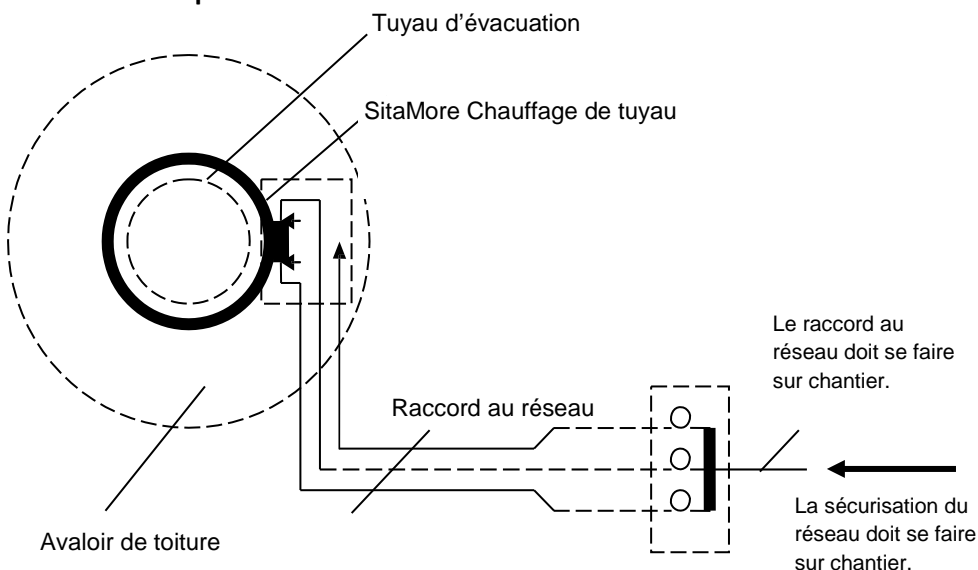 Tuyau d’évacuation
SitaMore Chauffage de tuyau
Le raccord au
réseau doit se faire
sur chantier.
Raccord au réseau
La sécurisation du
réseau doit se faire
sur chantier.
Avaloir de toiture